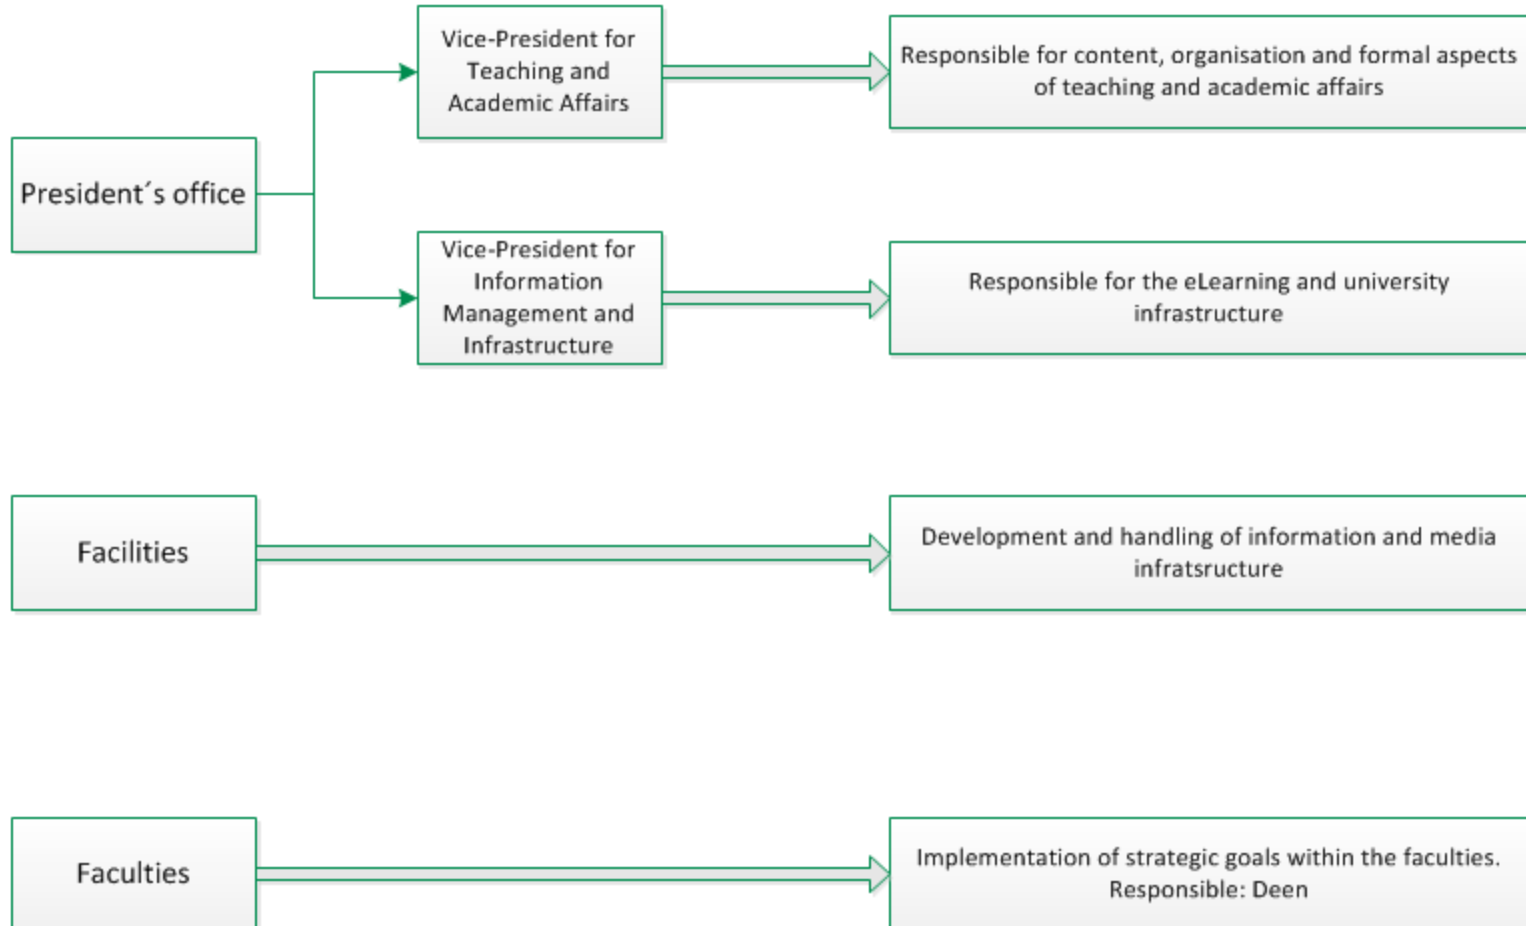 Vice-President for
Teaching and
Academic Affairs
Responsible for content, organisation and formal aspects
of teaching and academic affairs
President´s office
Vice-President for
Information
Management and
Infrastructure
Responsible for the eLearning and university
infrastructure
Facilities
Development and handling of information and media
infratsructure
Faculties
Implementation of strategic goals within the faculties.
Responsible: Deen